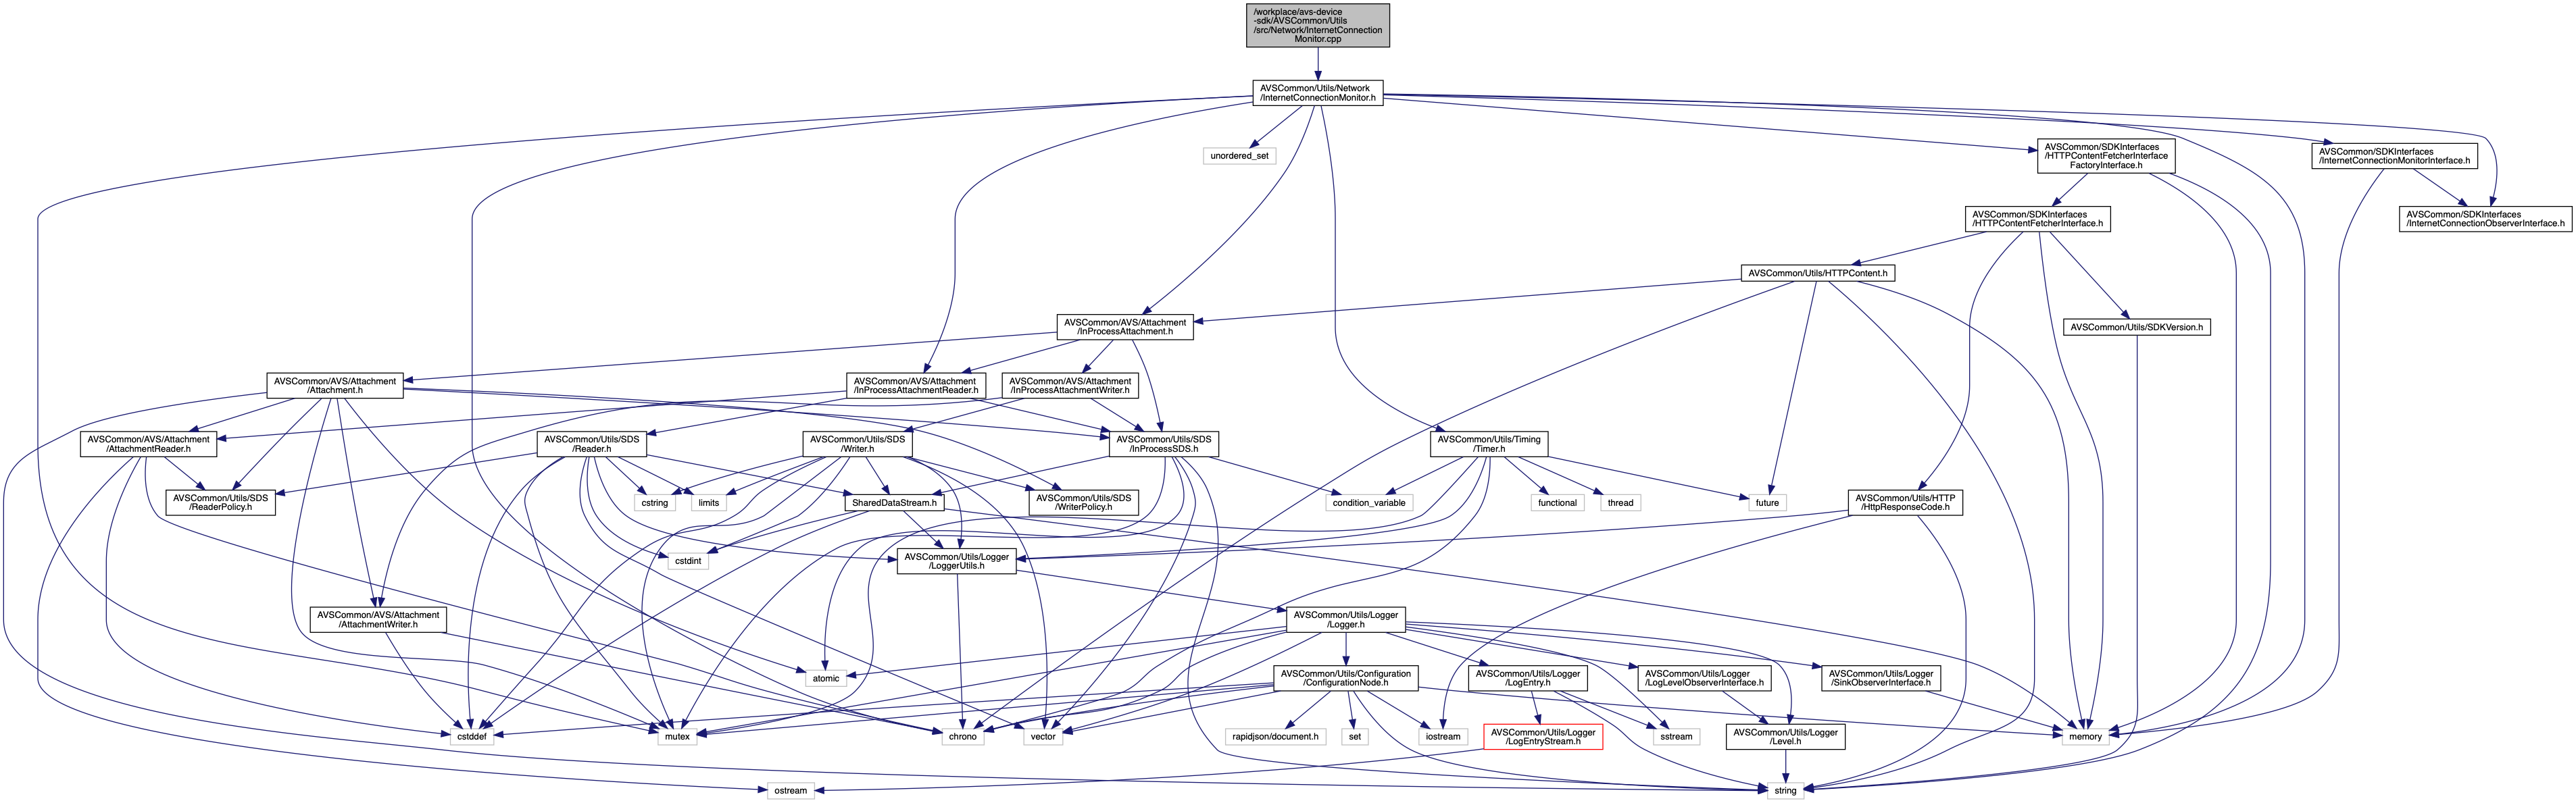 /workplace/avs-device
-sdk/AVSCommon/Utils
/src/Network/InternetConnection
Monitor.cpp
AVSCommon/Utils/Network
/InternetConnectionMonitor.h
unordered_set
AVSCommon/SDKInterfaces
/HTTPContentFetcherInterface
FactoryInterface.h
AVSCommon/SDKInterfaces
/InternetConnectionMonitorInterface.h
AVSCommon/SDKInterfaces
/HTTPContentFetcherInterface.h
AVSCommon/SDKInterfaces
/InternetConnectionObserverInterface.h
AVSCommon/Utils/HTTPContent.h
AVSCommon/AVS/Attachment
/InProcessAttachment.h
AVSCommon/Utils/SDKVersion.h
AVSCommon/AVS/Attachment
/Attachment.h
AVSCommon/AVS/Attachment
/InProcessAttachmentReader.h
AVSCommon/AVS/Attachment
/InProcessAttachmentWriter.h
AVSCommon/AVS/Attachment
/AttachmentReader.h
AVSCommon/Utils/SDS
/Reader.h
AVSCommon/Utils/SDS
/Writer.h
AVSCommon/Utils/SDS
/InProcessSDS.h
AVSCommon/Utils/Timing
/Timer.h
AVSCommon/Utils/SDS
/ReaderPolicy.h
cstring
limits
SharedDataStream.h
AVSCommon/Utils/SDS
/WriterPolicy.h
condition_variable
functional
thread
future
AVSCommon/Utils/HTTP
/HttpResponseCode.h
cstdint
AVSCommon/Utils/Logger
/LoggerUtils.h
AVSCommon/AVS/Attachment
/AttachmentWriter.h
AVSCommon/Utils/Logger
/Logger.h
atomic
AVSCommon/Utils/Configuration
/ConfigurationNode.h
AVSCommon/Utils/Logger
/LogEntry.h
AVSCommon/Utils/Logger
/LogLevelObserverInterface.h
AVSCommon/Utils/Logger
/SinkObserverInterface.h
cstddef
mutex
chrono
vector
rapidjson/document.h
set
iostream
AVSCommon/Utils/Logger
/LogEntryStream.h
sstream
AVSCommon/Utils/Logger
/Level.h
memory
ostream
string